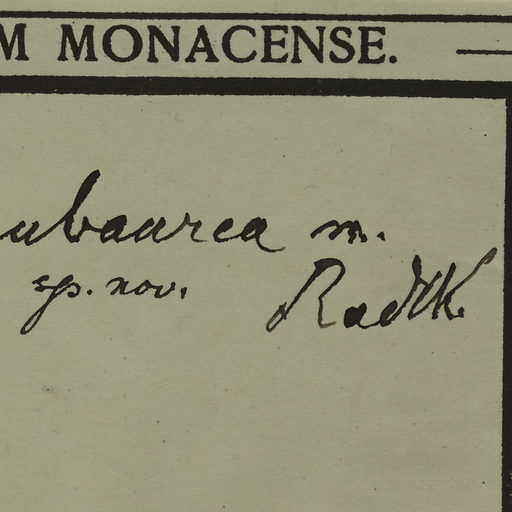 M MONACENSE.
ubaurea m.
sp. nov. Radlk.